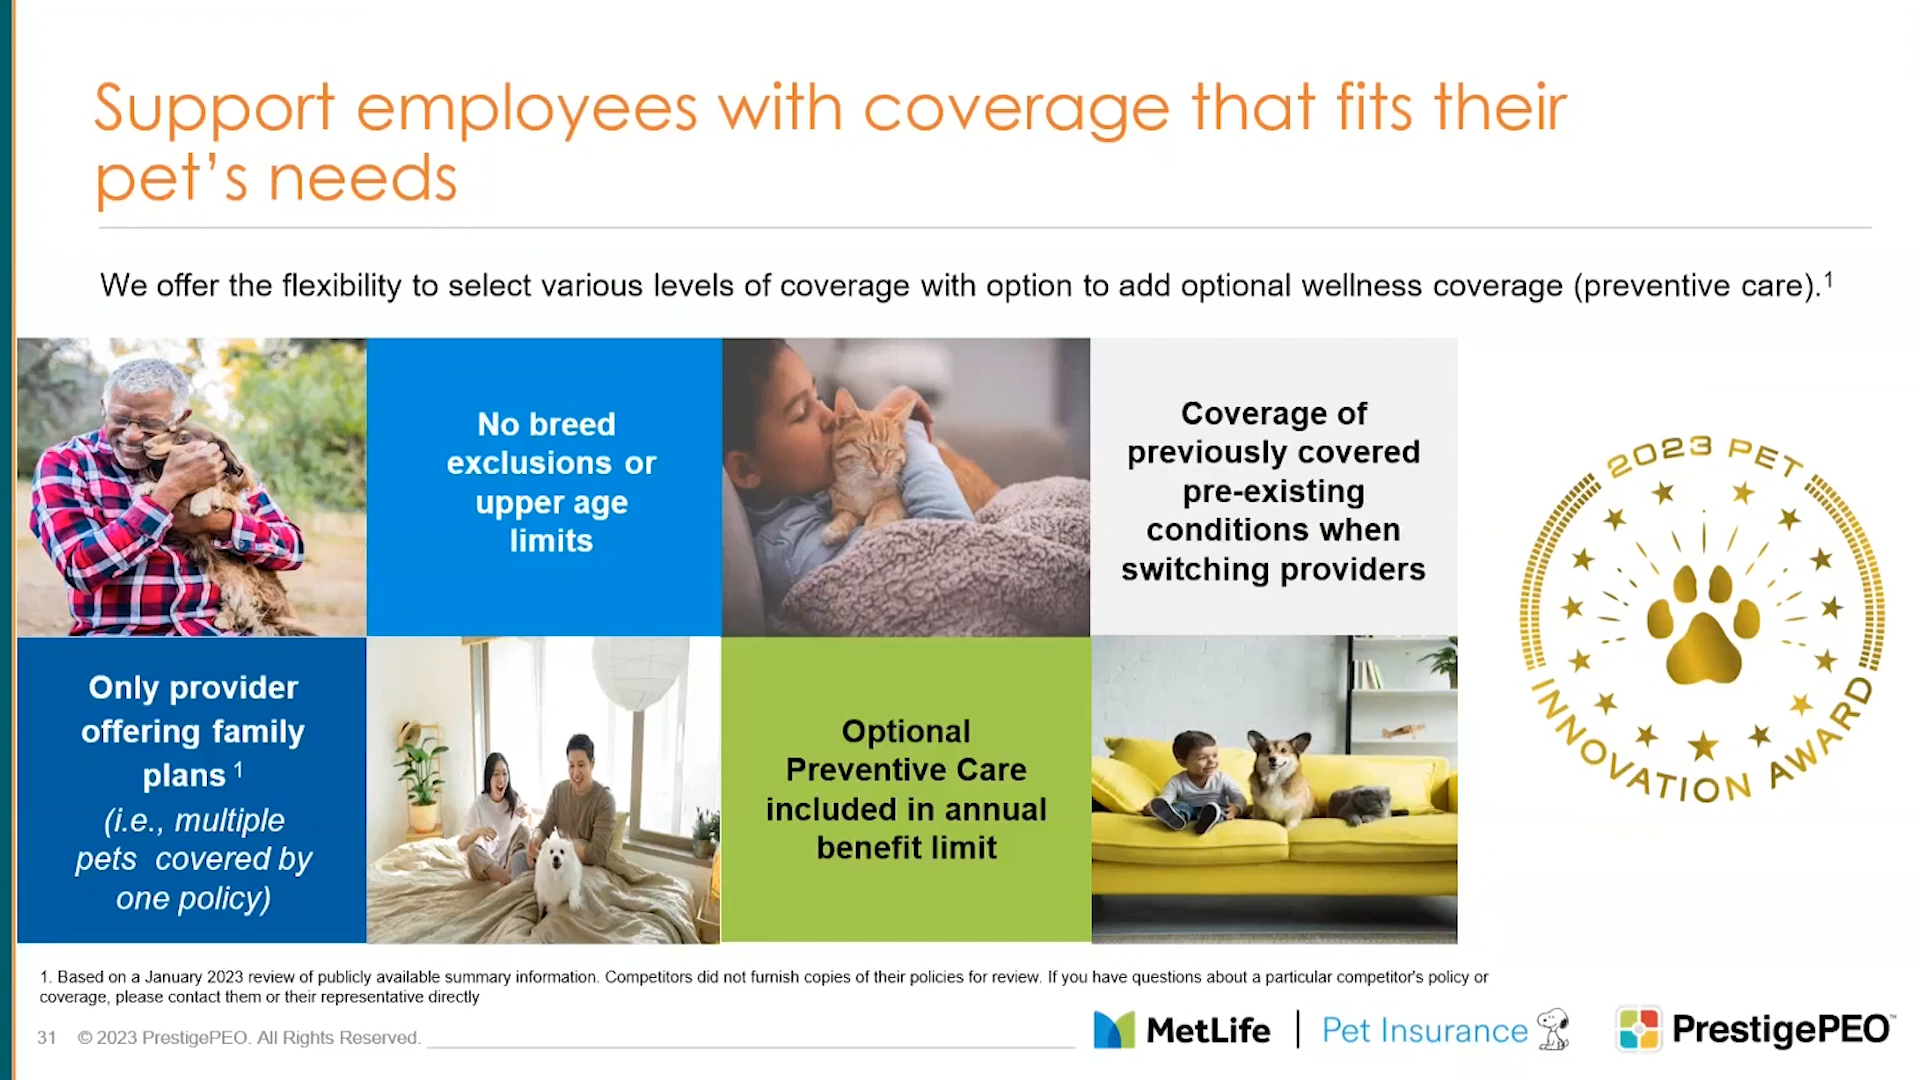 Support employees with coverage that fits their
pet’s needs
We offer the flexibility to select various levels of coverage with option to add optional wellness coverage (preventive care).1
No breed
exclusions or
upper age
limits
Coverage of
previously covered
pre-existing
conditions when
switching providers
Only provider
offering family
plans 1
(i.e., multiple
pets covered by
one policy)
Optional
Preventive Care
included in annual
benefit limit
2023 PET
INNOVATION AWARD
1. Based on a January 2023 review of publicly available summary information. Competitors did not furnish copies of their policies for review. If you have questions about a particular competitor's policy or
coverage, please contact them or their representative directly
31 © 2023 PrestigePEO. All Rights Reserved.
MetLife | Pet Insurance
PrestigePEO™